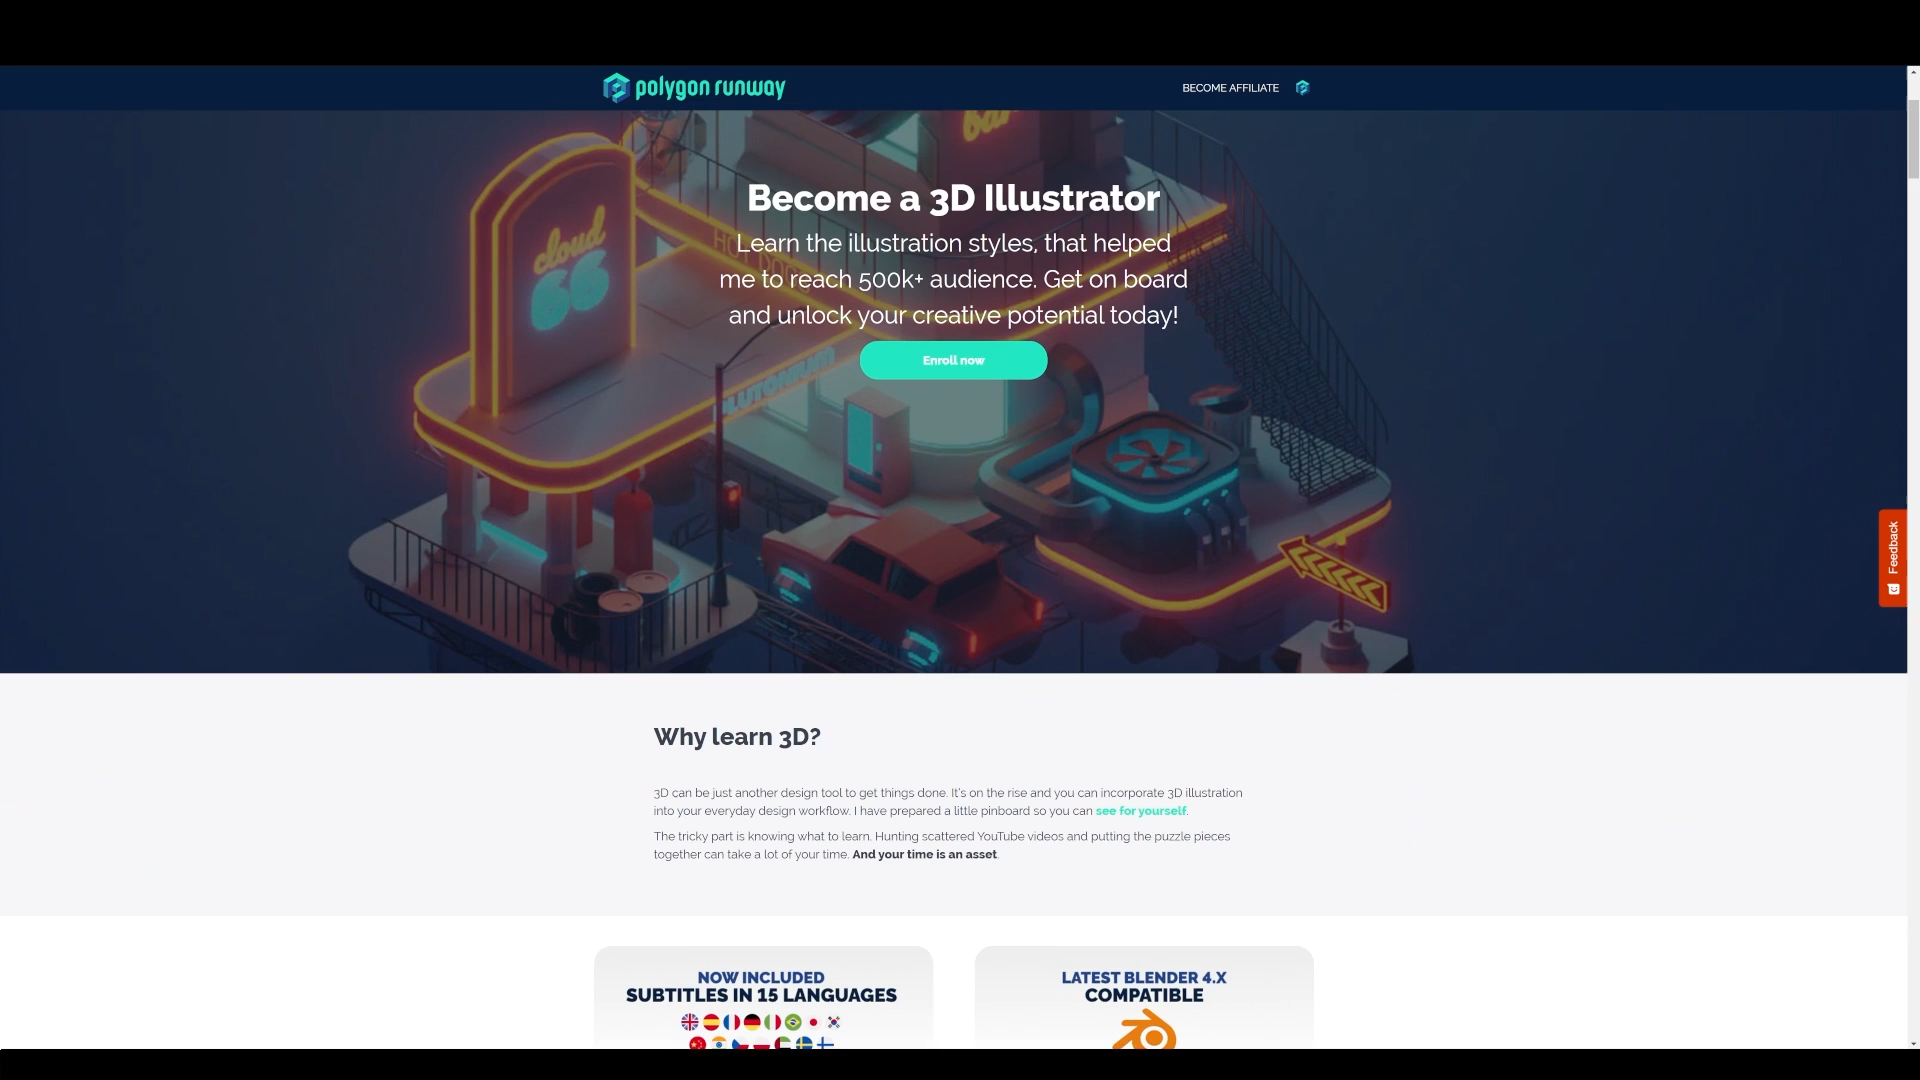 polygon runway
BECOME AFFILIATE
bar
Become a 3D Illustrator
cloud
66
HOT DOGS
Learn the illustration styles, that helped
me to reach 500k+ audience. Get on board
and unlock your creative potential today!
Enroll now
PLUTONIUM
Feedback
Why learn 3D?
3D can be just another design tool to get things done. It's on the rise and you can incorporate 3D illustration
into your everyday design workflow. I have prepared a little pinboard so you can see for yourself.
The tricky part is knowing what to learn. Hunting scattered YouTube videos and putting the puzzle pieces
together can take a lot of your time. And your time is an asset.
NOW INCLUDED
SUBTITLES IN 15 LANGUAGES
LATEST BLENDER 4.X
COMPATIBLE